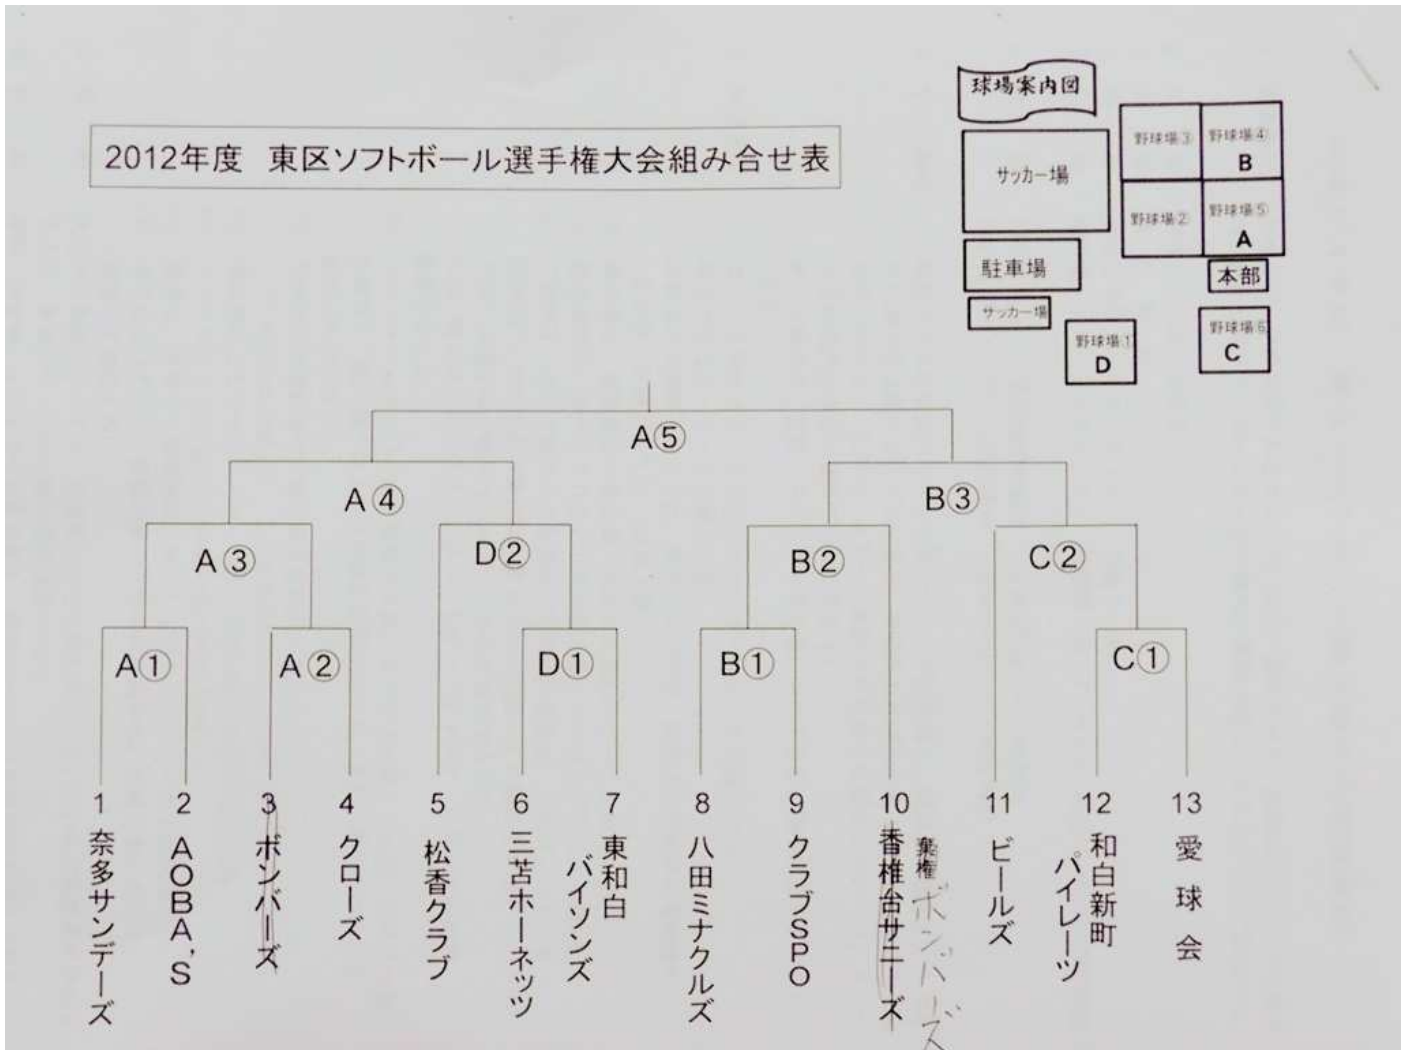 球場案内図
2012年度 東区ソフトボール選手権大会組み合せ表
野球場③
野球場④
B
サッカー場
野球場②
野球場⑤
A
駐車場
本部
サッカー場
野球場①
D
野球場⑥
C
A⑤
A④
B③
A③
D②
B②
C②
A①
A②
D①
B①
C①
1 奈多サンデーズ
2 AOBA'S
3 ボンバーズ
4 クローズ
5 松香クラブ
6 三苫ホーネッツ
7 東和白
バイソンズ
8 八田ミナクルズ
9 クラブSPO
10 香椎台サニーズ
棄権
ボンバーズ
11 ビールズ
12 和白新町
パイレーツ
13 愛球会